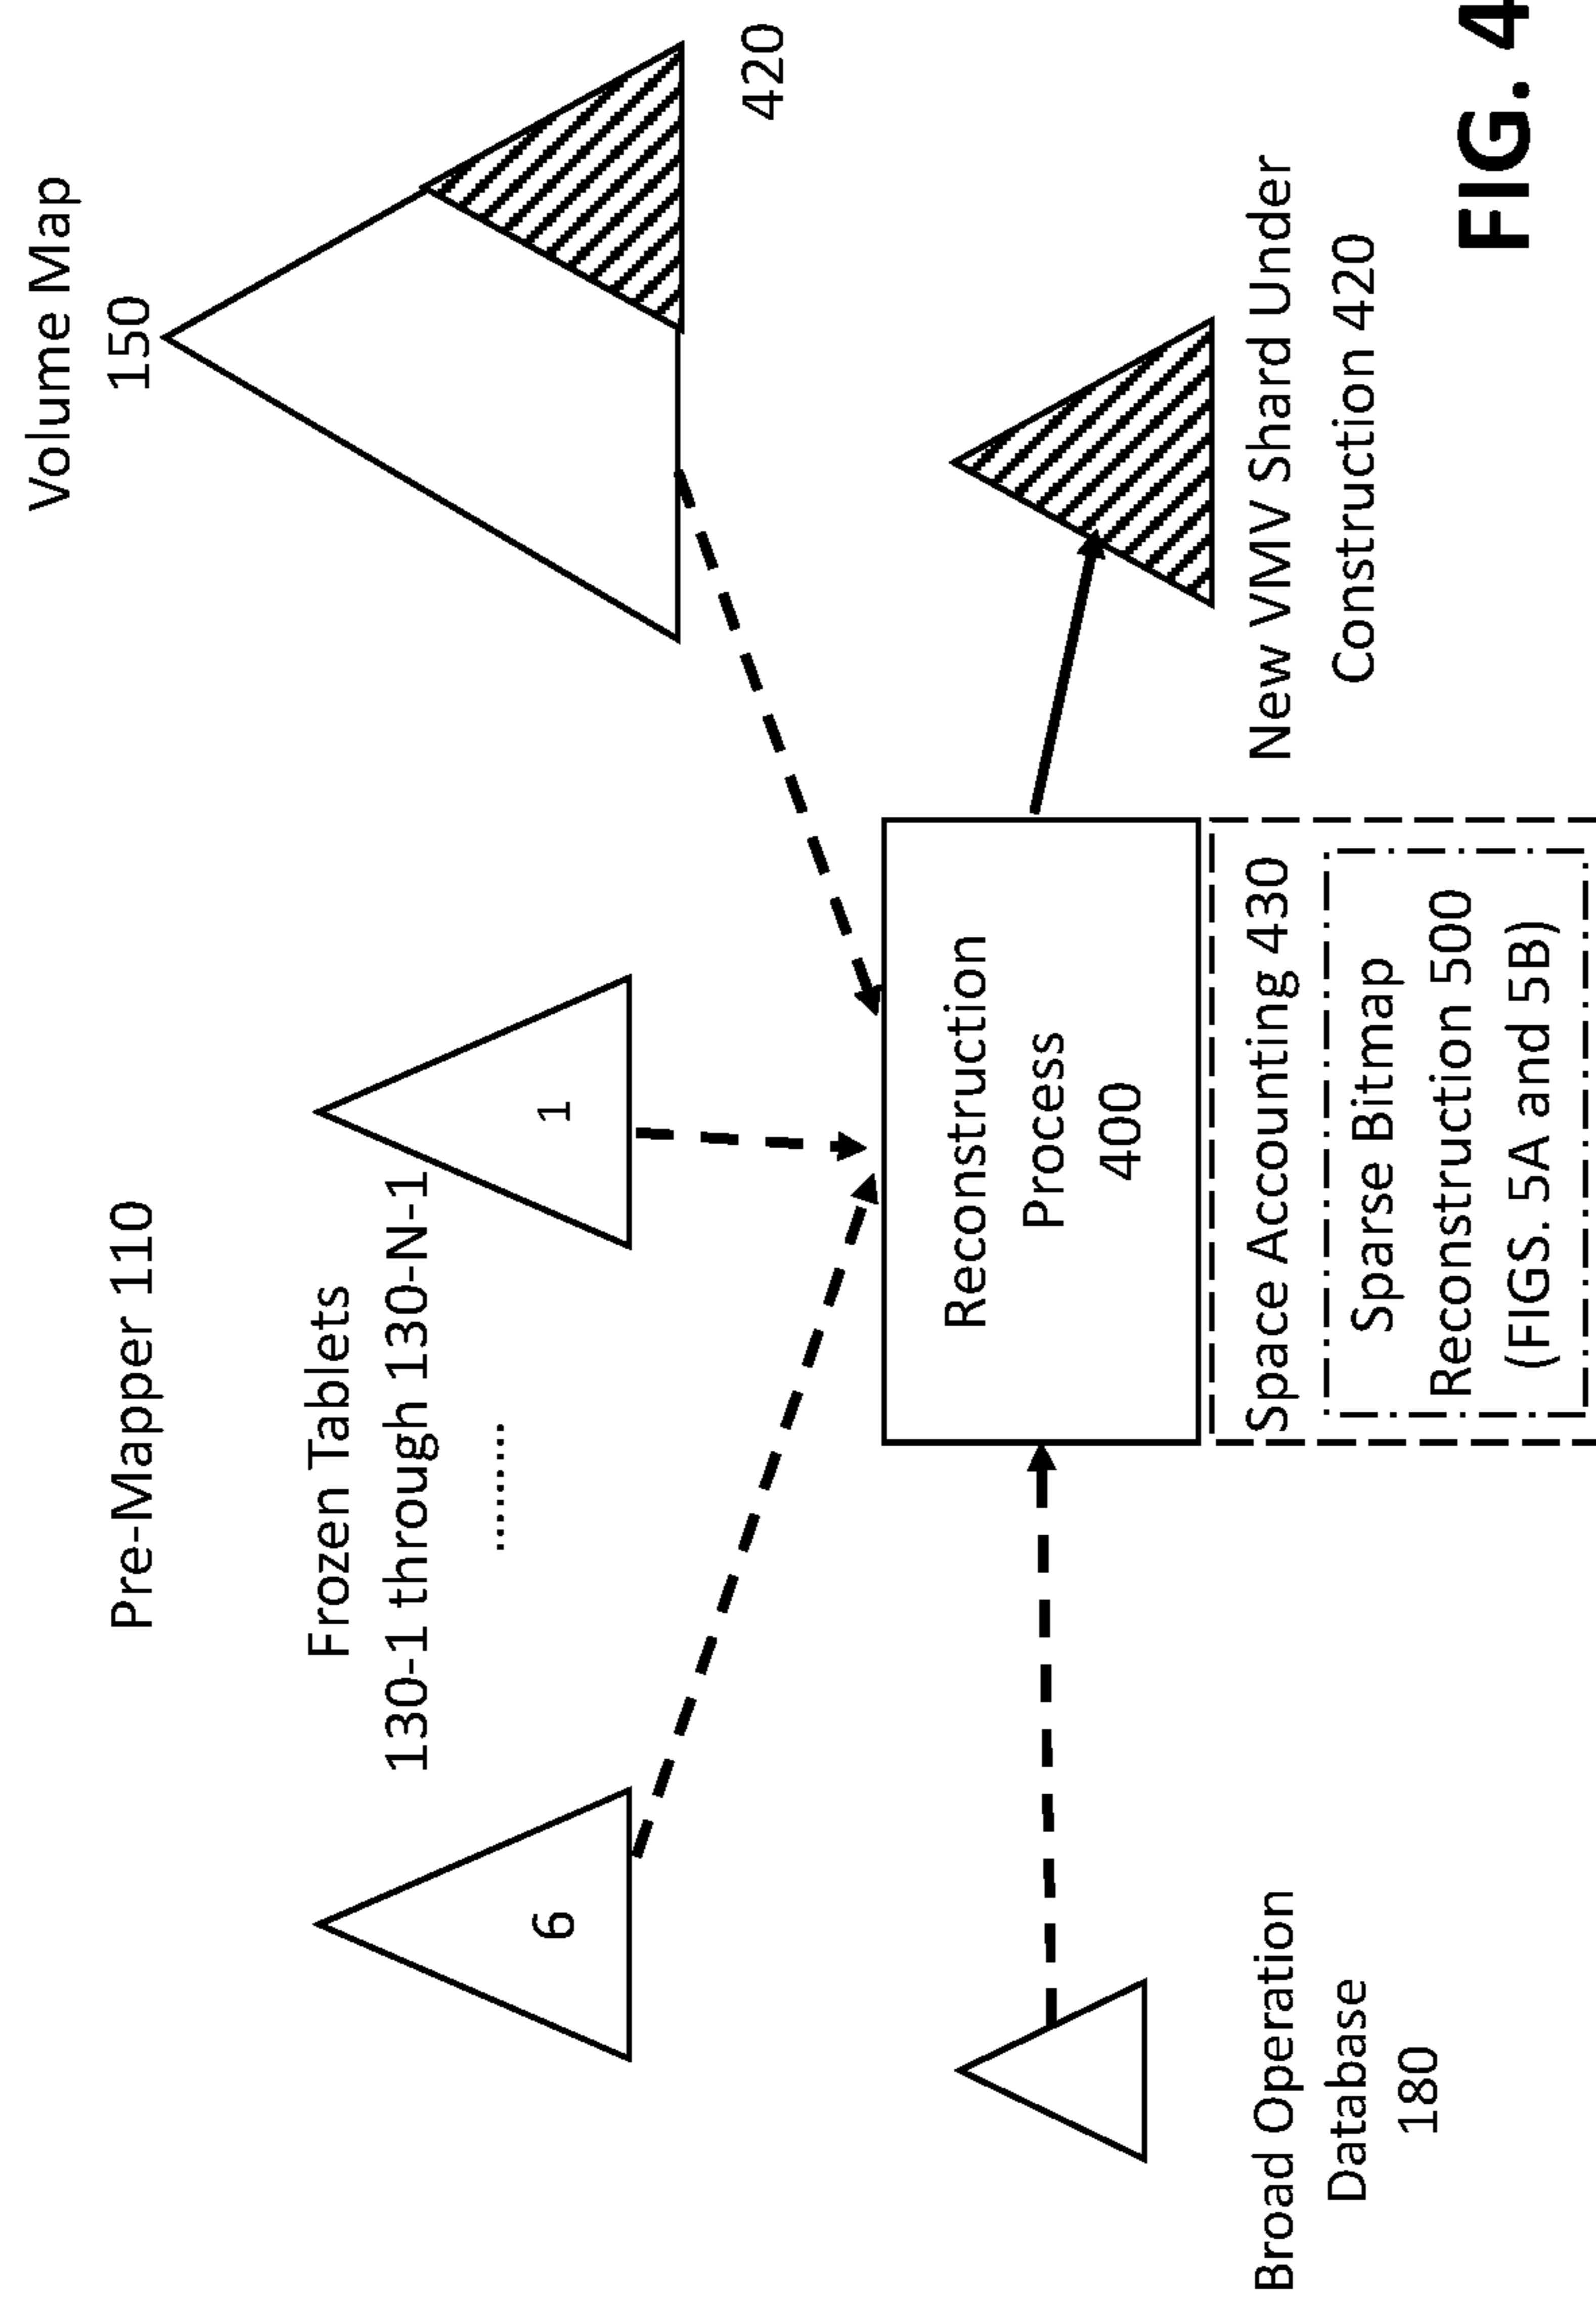 Pre-Mapper 110
Volume Map
150
Frozen Tablets
130-1 through 130-N-1
.........
6
1
420
Broad Operation
Database
180
Reconstruction
Process
400
Space Accounting 430
Sparse Bitmap
Reconstruction 500
(FIGS. 5A and 5B)
New VMV Shard Under
Construction 420
FIG. 4